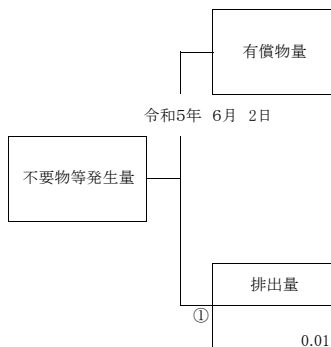 有償物量
令和5年 6月 2日
不要物等発生量
排出量
①
0.01